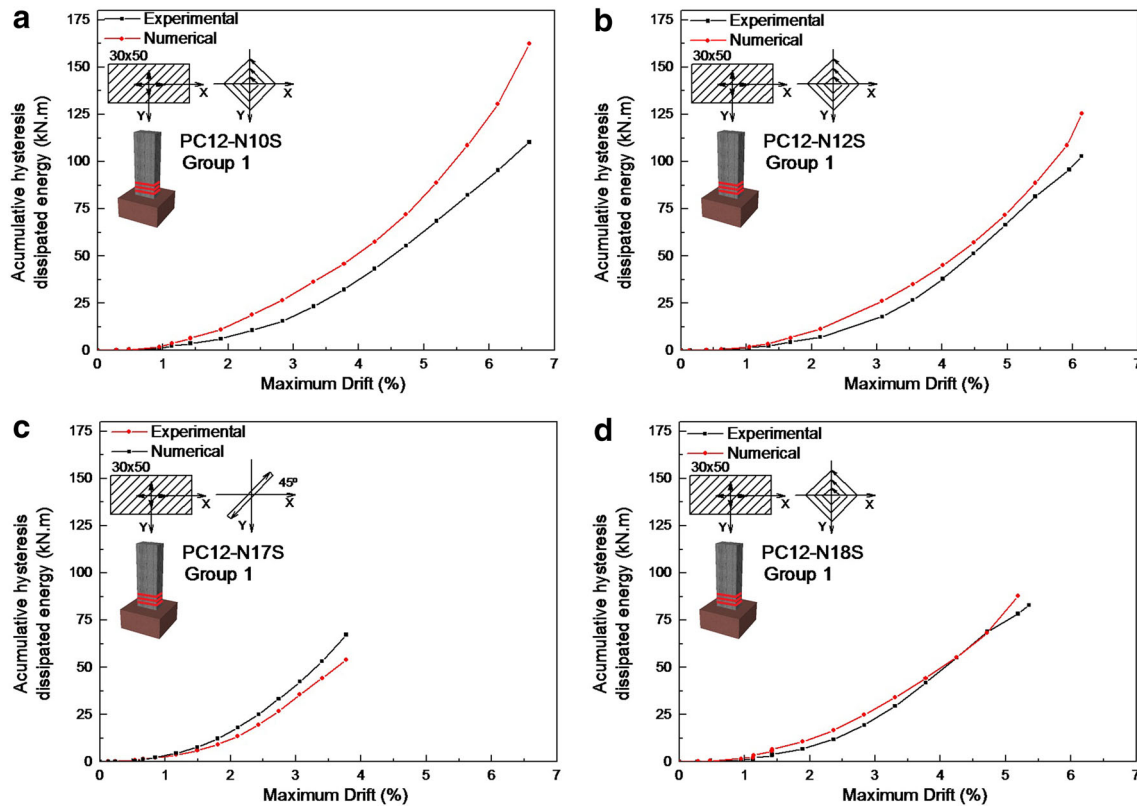 a
Experimental
Numerical
30x50
X
Y
PC12-N10S
Group 1
Acumulative hysteresis
dissipated energy (kN.m)
175
150
125
100
75
50
25
0
0 1 2 3 4 5 6 7
Maximum Drift (%)
b
Experimental
Numerical
30x50
X
X
Y
Y
PC12-N12S
Group 1
Acumulative hysteresis
dissipated energy (kN.m)
175
150
125
100
75
50
25
0
0 1 2 3 4 5 6 7
Maximum Drift (%)
c
Experimental
Numerical
30x50
45º
X
X
Y
Y
PC12-N17S
Group 1
Acumulative hysteresis
dissipated energy (kN.m)
175
150
125
100
75
50
25
0
0 1 2 3 4 5 6 7
Maximum Drift (%)
d
Experimental
Numerical
30x50
X
X
Y
Y
PC12-N18S
Group 1
Acumulative hysteresis
dissipated energy (kN.m)
175
150
125
100
75
50
25
0
0 1 2 3 4 5 6 7
Maximum Drift (%)